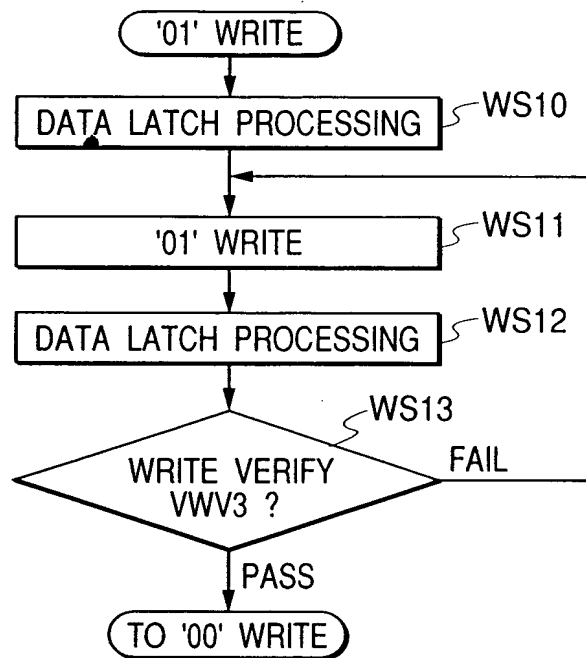 '01' WRITE
DATA LATCH PROCESSING
WS10
'01' WRITE
WS11
DATA LATCH PROCESSING
WS12
WS13
WRITE VERIFY
VWV3 ?
FAIL
PASS
TO '00' WRITE